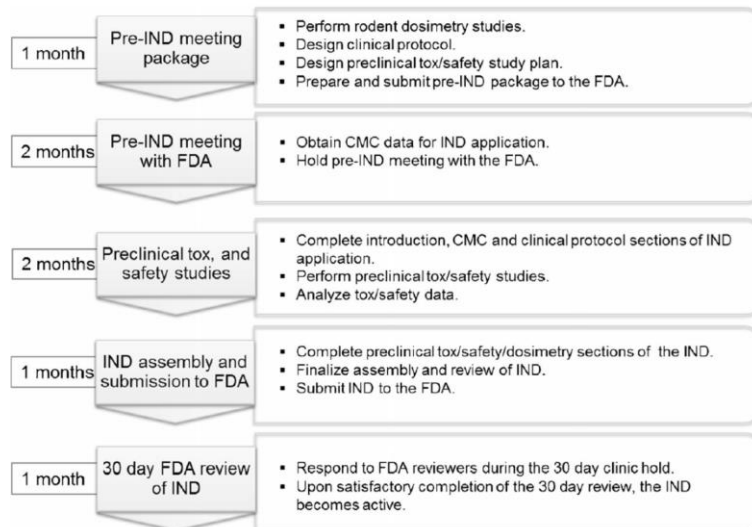 1 month
Pre-IND meeting
package
▪ Perform rodent dosimetry studies.
▪ Design clinical protocol.
▪ Design preclinical tox/safety study plan.
▪ Prepare and submit pre-IND package to the FDA.
2 months
Pre-IND meeting
with FDA
▪ Obtain CMC data for IND application.
▪ Hold pre-IND meeting with the FDA.
2 months
Preclinical tox, and
safety studies
▪ Complete introduction, CMC and clinical protocol sections of IND
application.
▪ Perform preclinical tox/safety studies.
▪ Analyze tox/safety data.
1 months
IND assembly and
submission to FDA
▪ Complete preclinical tox/safety/dosimetry sections of the IND.
▪ Finalize assembly and review of IND.
▪ Submit IND to the FDA.
1 month
30 day FDA review
of IND
▪ Respond to FDA reviewers during the 30 day clinic hold.
▪ Upon satisfactory completion of the 30 day review, the IND
becomes active.